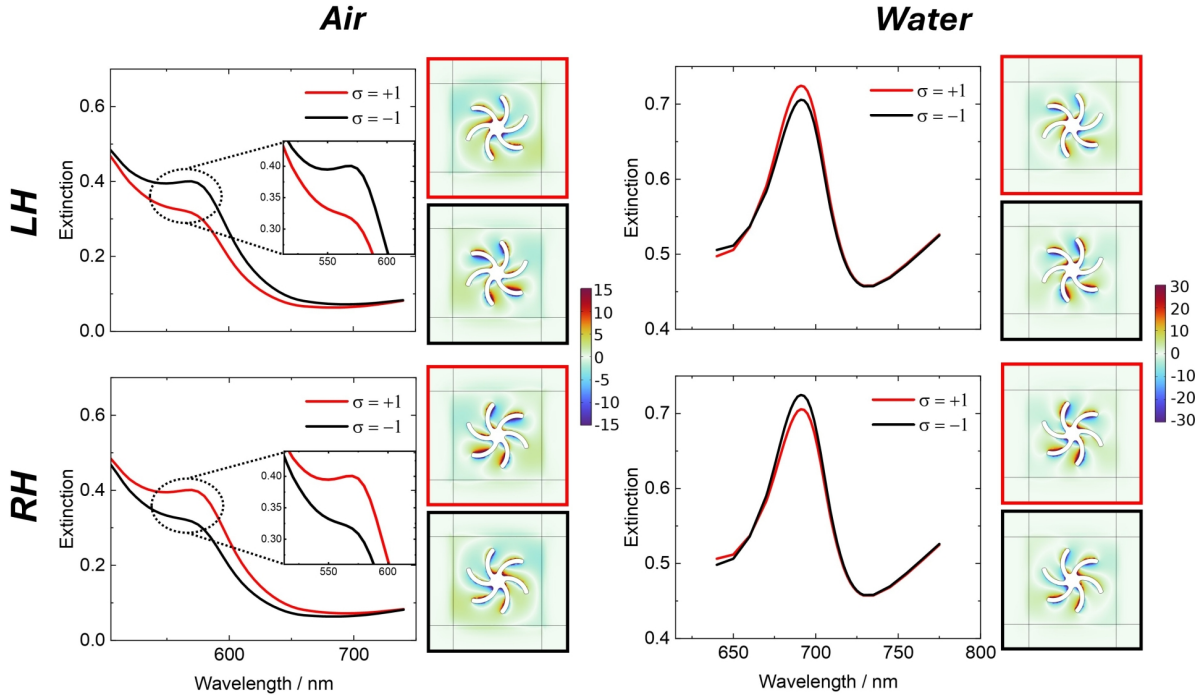 Air
Water
LH
RH
Extinction
0.6
0.4
0.2
0.0
σ = +1
σ = −1
0.40
0.35
0.30
550
600
15
10
5
0
-5
-10
-15
Extinction
0.7
0.6
0.5
0.4
σ = +1
σ = −1
30
20
10
0
-10
-20
-30
Extinction
0.6
0.4
0.2
0.0
σ = +1
σ = −1
0.40
0.35
0.30
550
600
600
700
Wavelength / nm
Extinction
0.7
0.6
0.5
0.4
σ = +1
σ = −1
650
700
750
800
Wavelength / nm